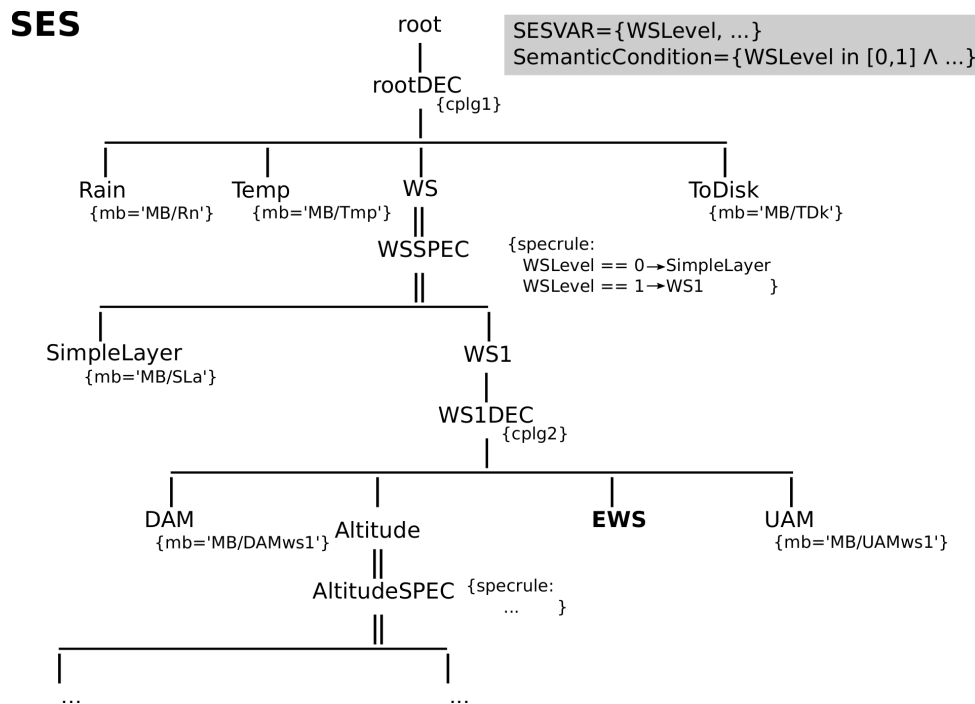 SES
root
SESVAR={WSLevel, ...}
SemanticCondition={WSLevel in [0,1] Λ ...}
rootDEC
{cplg1}
Rain
Temp
WS
ToDisk
{mb='MB/Rn'}
{mb='MB/Tmp'}
{mb='MB/TDk'}
WSSPEC
{specrule:
WSLevel == 0→SimpleLayer
WSLevel == 1→WS1 }
SimpleLayer
WS1
{mb='MB/SLa'}
WS1DEC
{cplg2}
DAM
Altitude
EWS
UAM
{mb='MB/DAMws1'}
{mb='MB/UAMws1'}
AltitudeSPEC
{specrule:
... }
...
...